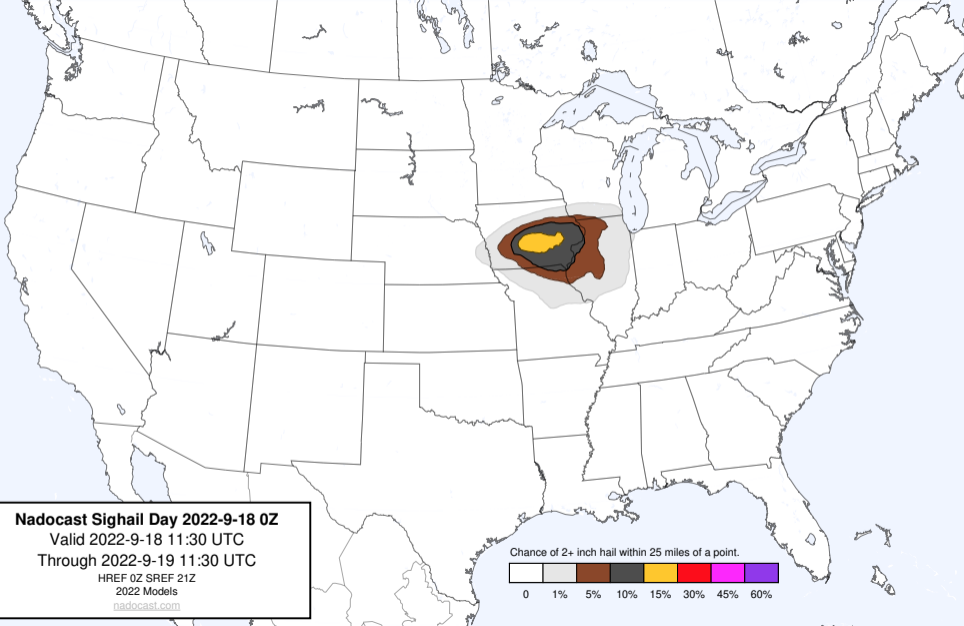 Nadocast Sighail Day 2022-9-18 0Z
Valid 2022-9-18 11:30 UTC
Through 2022-9-19 11:30 UTC
HREF 0Z SREF 21Z
2022 Models
nadocast.com
Chance of 2+ inch hail within 25 miles of a point.
0 1% 5% 10% 15% 30% 45% 60%